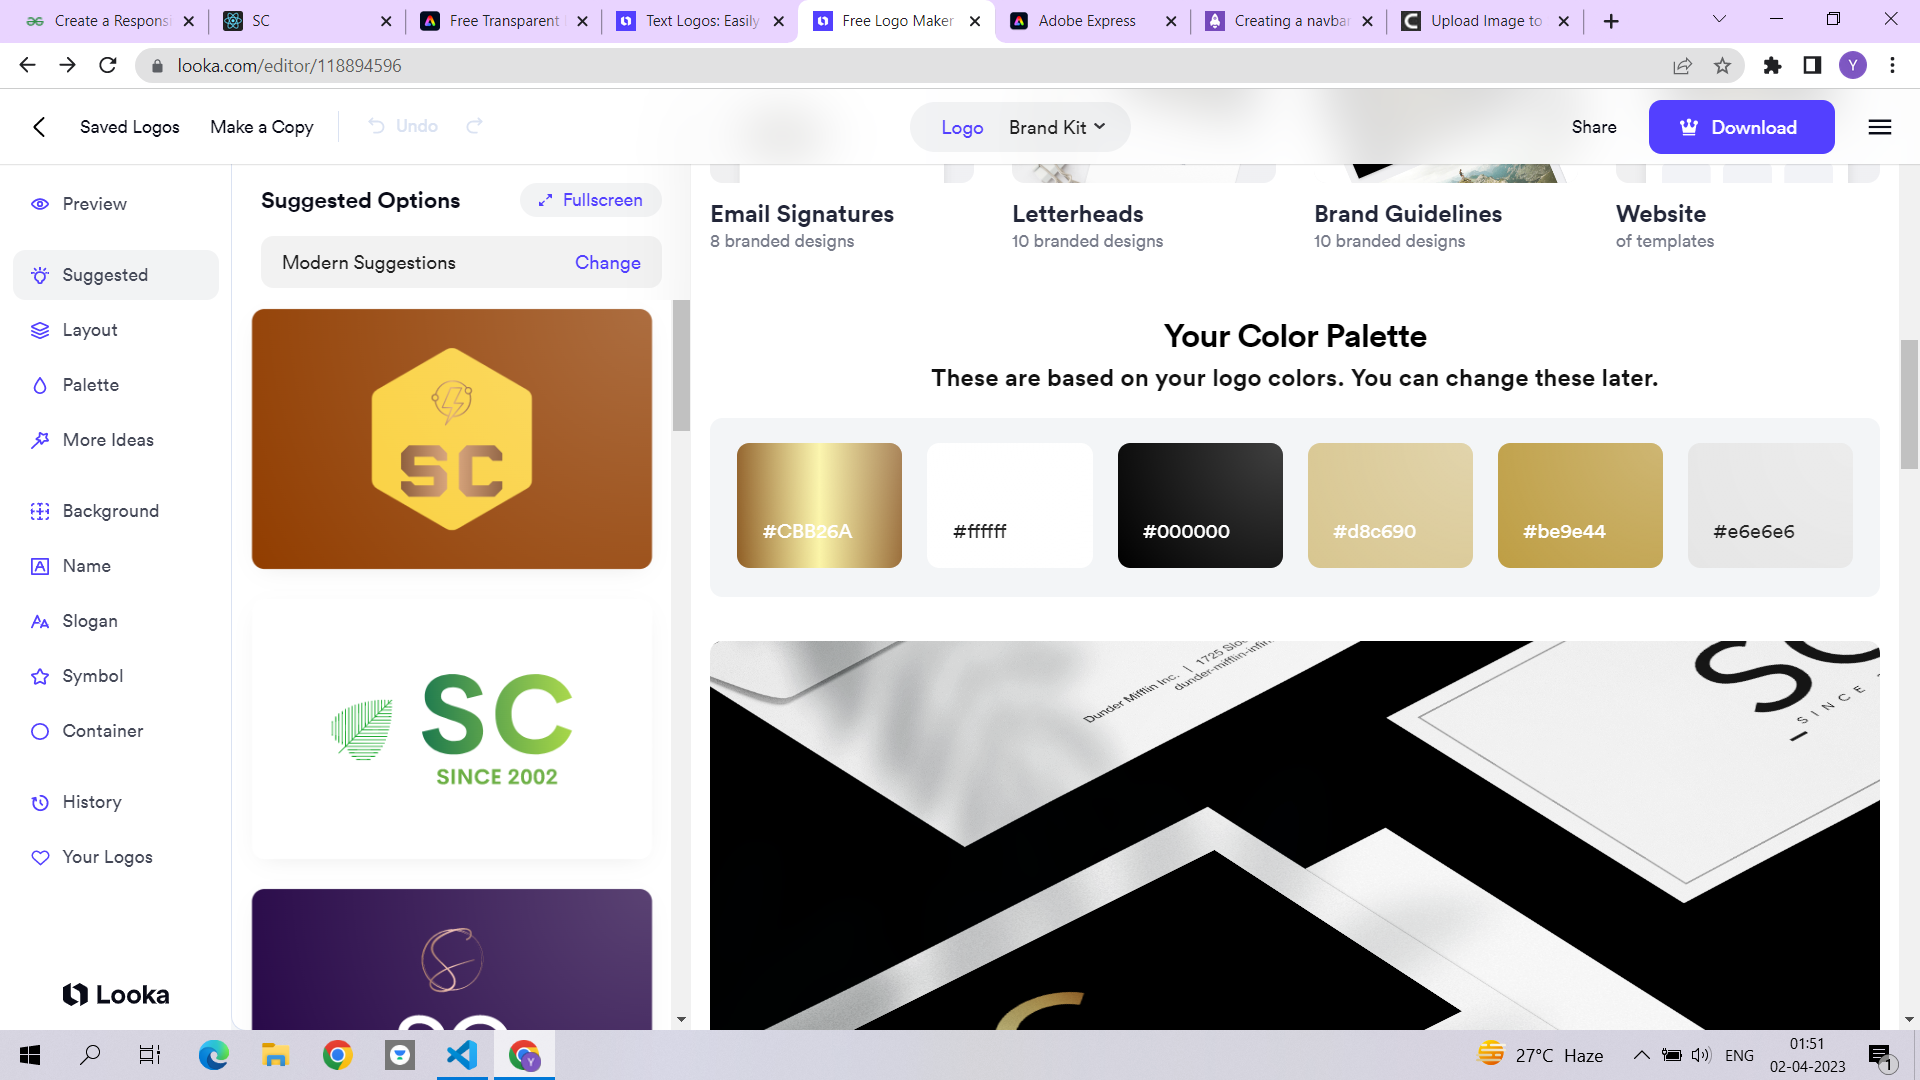 Create a Responsi
SC
Free Transparent
Text Logos: Easily
Free Logo Maker
Adobe Express
Creating a navbar
Upload Image to
looka.com/editor/118894596
Y
Saved Logos
Make a Copy
Undo
Logo
Brand Kit
Share
Download
Preview
Suggested
Layout
Palette
More Ideas
Background
Name
Slogan
Symbol
Container
History
Your Logos
Looka
Suggested Options
Fullscreen
Modern Suggestions
Change
SC
SC
SINCE 2002
Email Signatures
8 branded designs
Letterheads
10 branded designs
Brand Guidelines
10 branded designs
Website
of templates
Your Color Palette
These are based on your logo colors. You can change these later.
#CBB26A
#ffffff
#000000
#d8c690
#be9e44
#e6e6e6
Dunder Mifflin Inc. | 1725
SC
SINCE
27°C Haze
ENG
01:51
02-04-2023
1